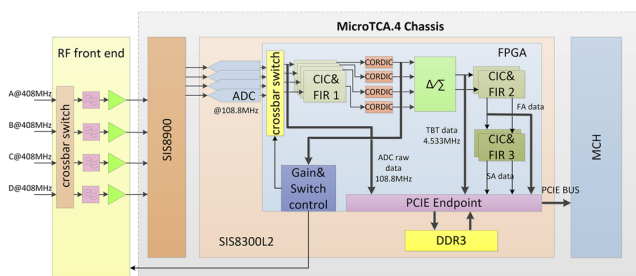 MicroTCA.4 Chassis
RF front end
A@408MHz
B@408MHz
C@408MHz
D@408MHz
crossbar switch
SIS8900
ADC
@108.8MHz
SIS8300L2
FPGA
crossbar switch
CIC&
FIR 1
CORDIC
CORDIC
CORDIC
CORDIC
Δ/∑
CIC&
FIR 2
FA data
TBT data
4.533MHz
CIC&
FIR 3
SA data
ADC raw
data
108.8MHz
Gain&
Switch
control
PCIE Endpoint
PCIE BUS
DDR3
MCH